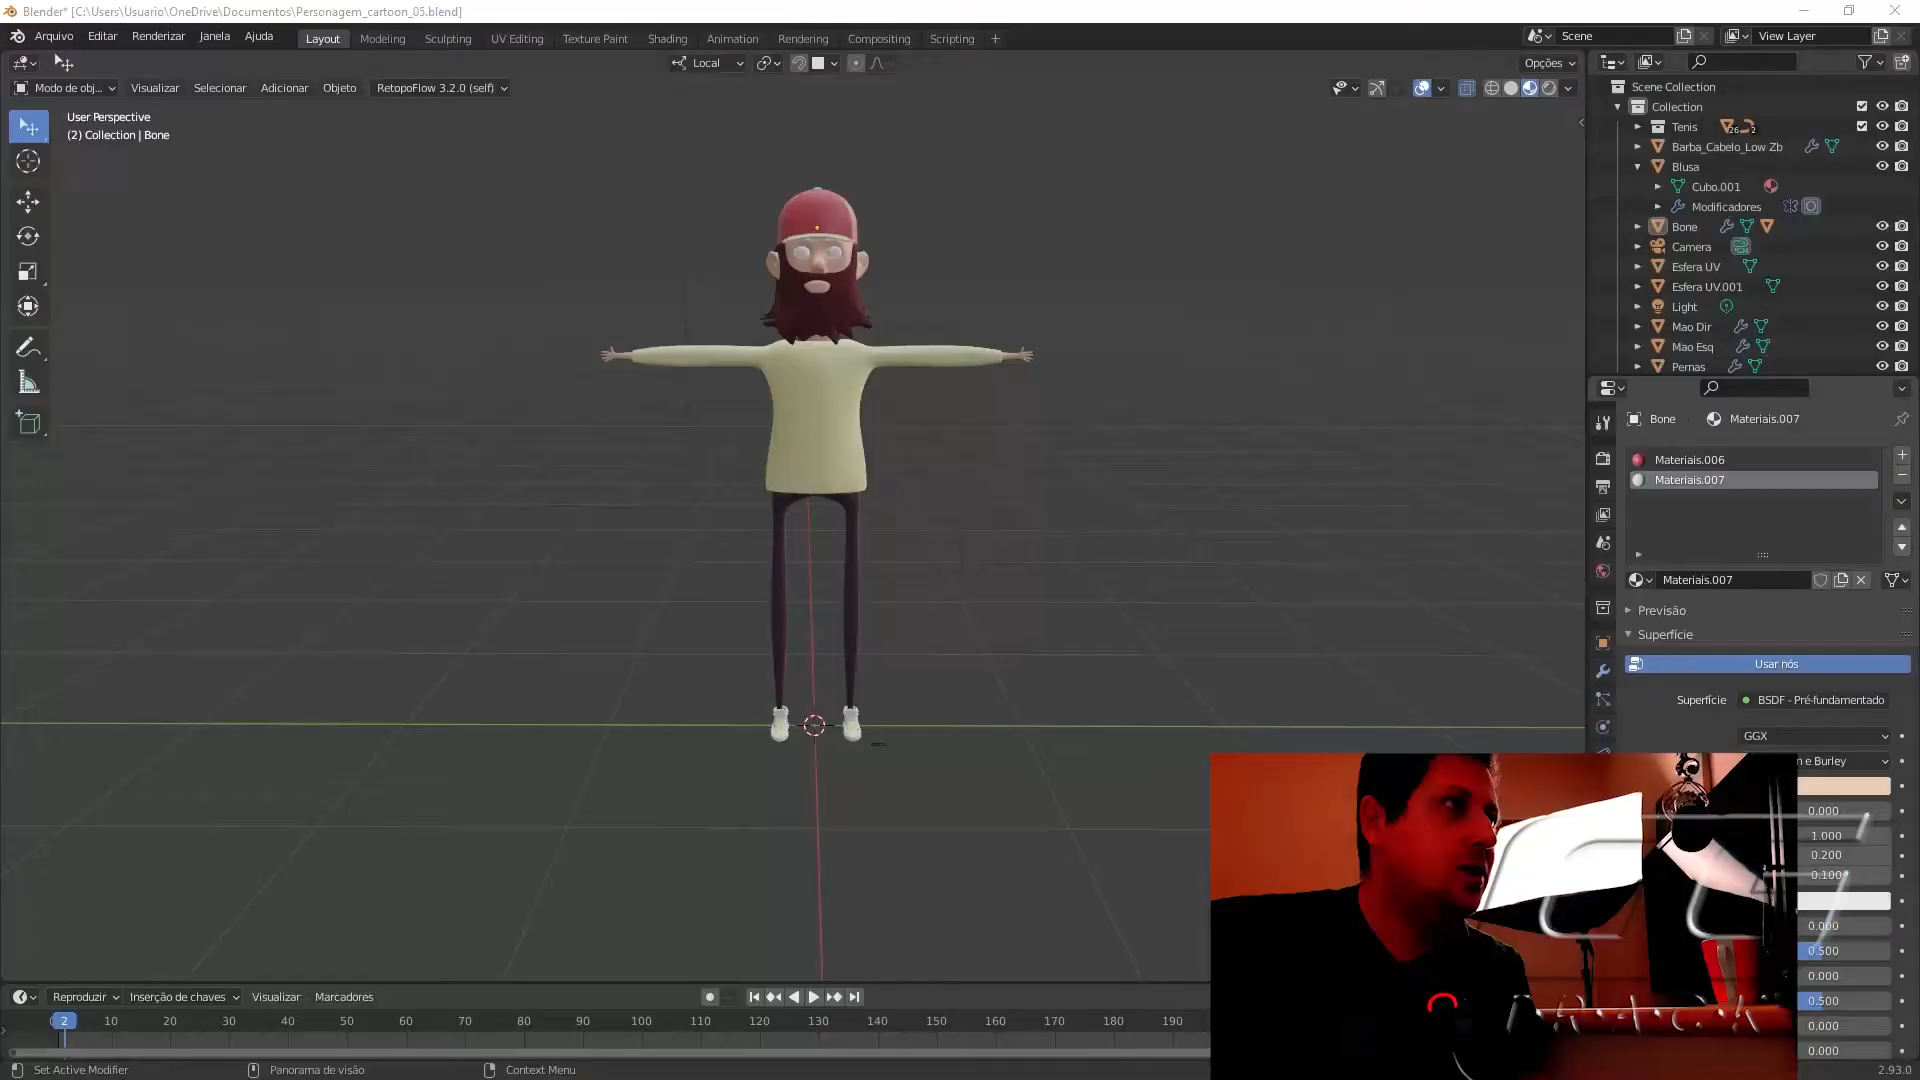 Blender* [C:\Users\Usuario\OneDrive\Documentos\Personagem_cartoon_05.blend]
Arquivo Editar Renderizar Janela Ajuda Layout Modeling Sculpting UV Editing Texture Paint Shading Animation Rendering Compositing Scripting + Scene View Layer
Local Opções
Modo de obj... Visualizar Selecionar Adicionar Objeto RetopoFlow 3.2.0 (self)
User Perspective
(2) Collection | Bone
Scene Collection
Collection
Tenis 26 2
Barba_Cabelo_Low Zb
Blusa
Cubo.001
Modificadores
Bone
Camera
Esfera UV
Esfera UV.001
Light
Mao Dir
Mao Esq
Pernas
Bone Materiais.007
Materiais.006
Materiais.007
Materiais.007
Previsão
Superfície
Usar nós
Superfície BSDF - Pré-fundamentado
GGX
n e Burley
0.000
1.000
0.200
0.100
0.000
0.500
0.000
0.500
0.000
0.000
Reproduzir Inserção de chaves Visualizar Marcadores
2 10 20 30 40 50 60 70 80 90 100 110 120 130 140 150 160 170 180 190
Set Active Modifier Panorama de visão Context Menu 2.93.0